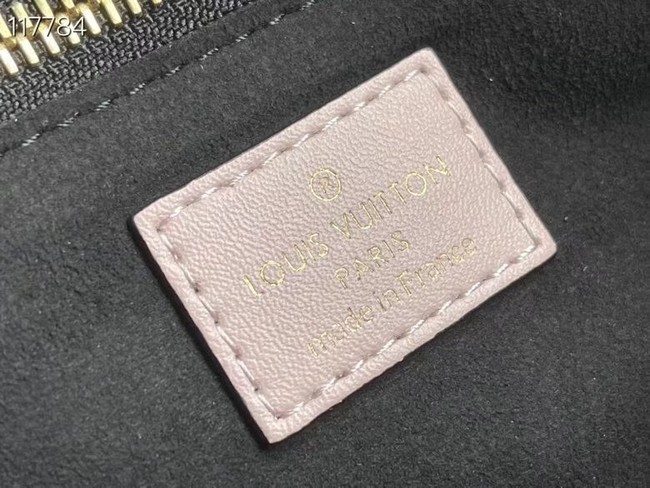 117784
®
LOUIS VUITTON
PARIS
made in France